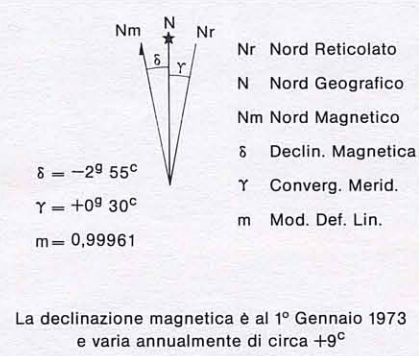 Nm N Nr
δ γ
Nr Nord Reticolato
N Nord Geografico
Nm Nord Magnetico
δ Declin. Magnetica
γ Converg. Merid.
m Mod. Def. Lin.
δ = −2ᵍ 55ᶜ
γ = +0ᵍ 30ᶜ
m = 0,99961
La declinazione magnetica è al 1º Gennaio 1973
e varia annualmente di circa +9ᶜ